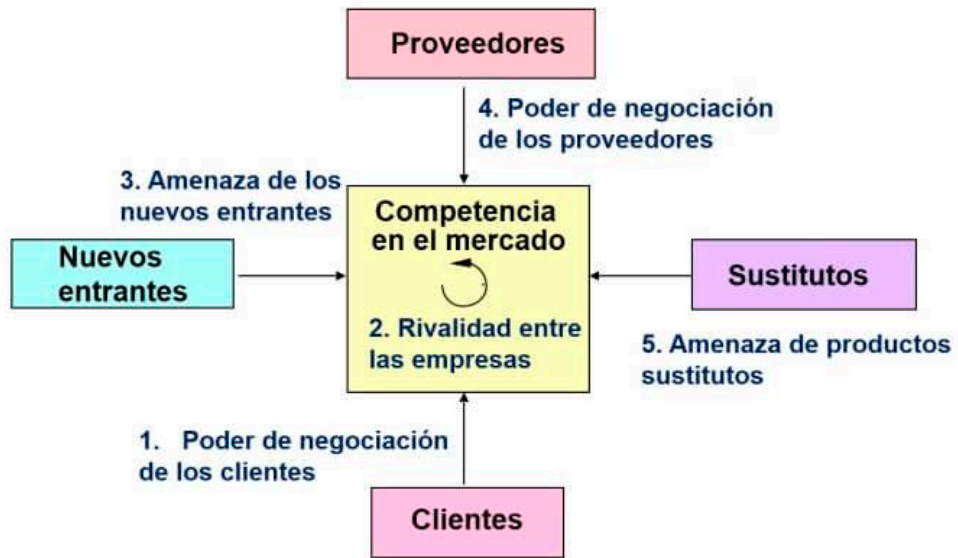 Proveedores
4. Poder de negociación
de los proveedores
3. Amenaza de los
nuevos entrantes
Competencia
en el mercado
Nuevos
entrantes
Sustitutos
2. Rivalidad entre
las empresas
5. Amenaza de productos
sustitutos
1. Poder de negociación
de los clientes
Clientes